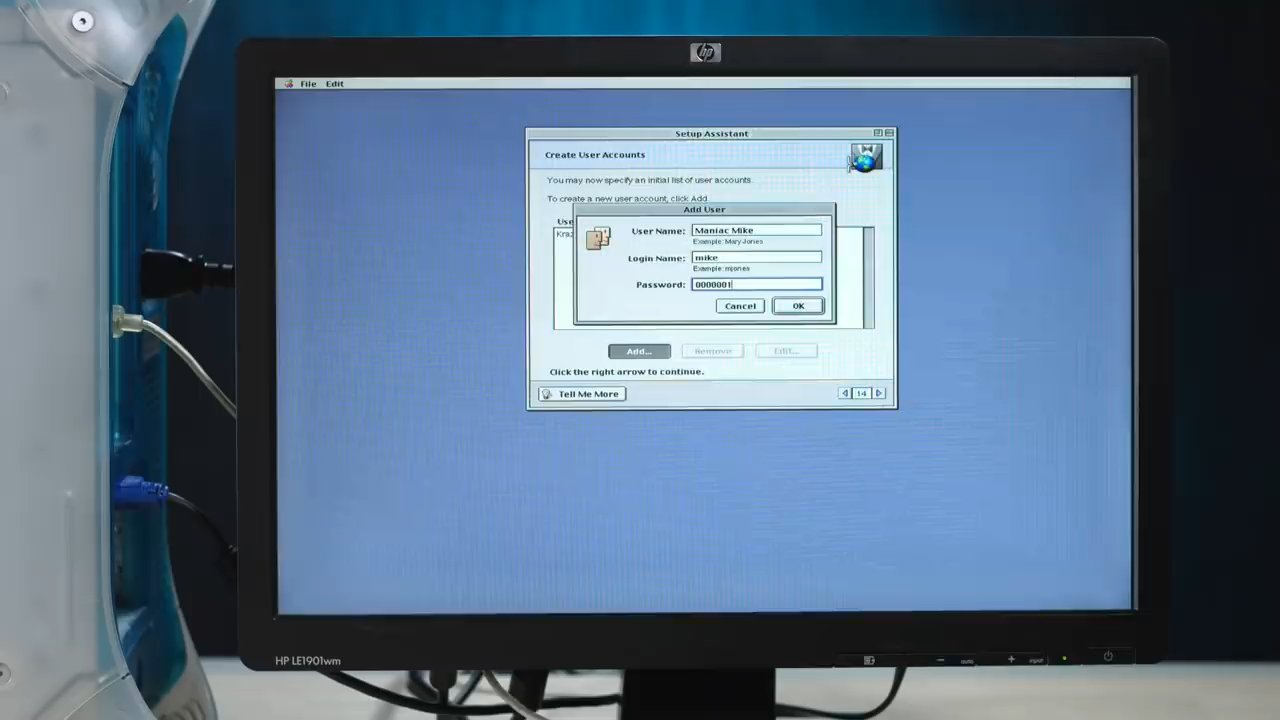 hp
File Edit
Setup Assistant
Create User Accounts
You may now specify an initial list of user accounts.
To create a new user account, click Add
Add User
User Name: Maniac Mike
Example: Mary Jones
Login Name: mike
Example: mjones
Password: 0000001
Cancel OK
Add... Remove Edit...
Click the right arrow to continue.
Tell Me More 14
HP LE1901wm
auto input